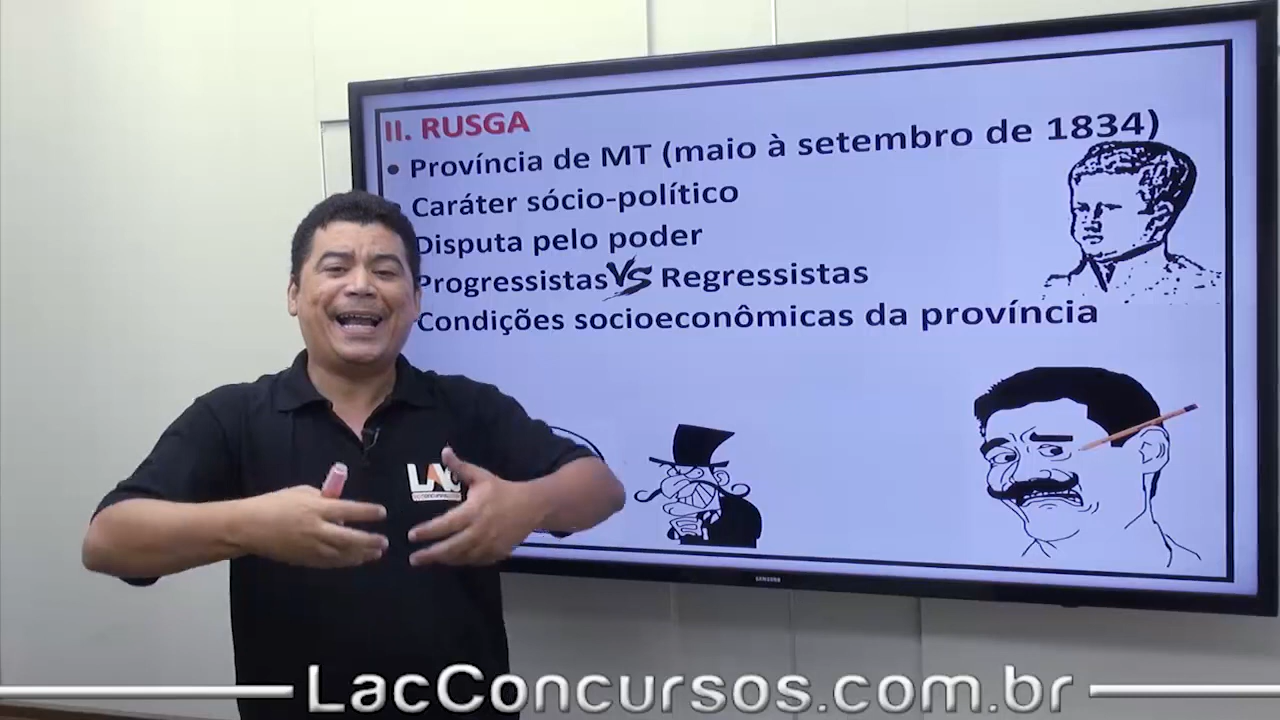 II. RUSGA
• Província de MT (maio à setembro de 1834)
Caráter sócio-político
Disputa pelo poder
Progressistas VS Regressistas
Condições socioeconômicas da província
LAC
SAMSUNG
LacConcursos.com.br